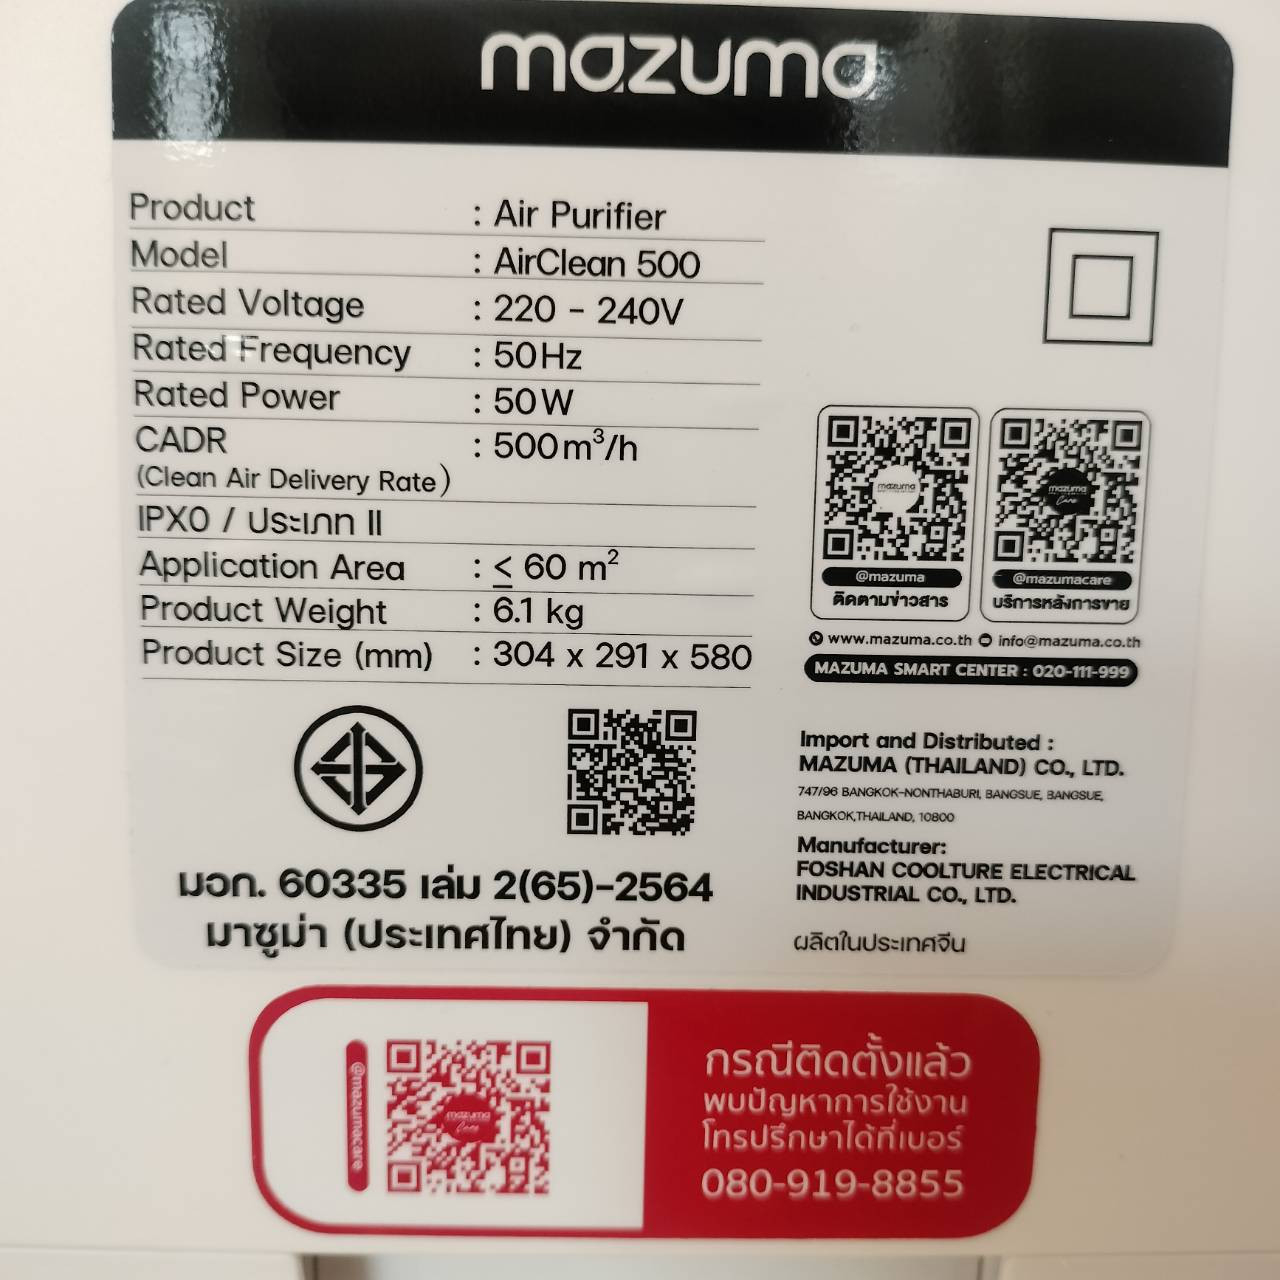 mazuma
Product : Air Purifier
Model : AirClean 500
Rated Voltage : 220 - 240V
Rated Frequency : 50Hz
Rated Power : 50W
CADR : 500m³/h
(Clean Air Delivery Rate)
IPX0 / ประเภท II
Application Area : ≤ 60 m²
Product Weight : 6.1 kg
Product Size (mm) : 304 x 291 x 580
mazuma
@mazuma
ติดตามข่าวสาร
mazuma
Care
@mazumacare
บริการหลังการขาย
www.mazuma.co.th info@mazuma.co.th
MAZUMA SMART CENTER : 020-111-999
มอก. 60335 เล่ม 2(65)-2564
มาซูม่า (ประเทศไทย) จำกัด
Import and Distributed :
MAZUMA (THAILAND) CO., LTD.
747/96 BANGKOK-NONTHABURI, BANGSUE, BANGSUE,
BANGKOK,THAILAND, 10800
Manufacturer:
FOSHAN COOLTURE ELECTRICAL
INDUSTRIAL CO., LTD.
ผลิตในประเทศจีน
@mazumacare
mazuma
Care
กรณีติดตั้งแล้ว
พบปัญหาการใช้งาน
โทรปรึกษาได้ที่เบอร์
080-919-8855